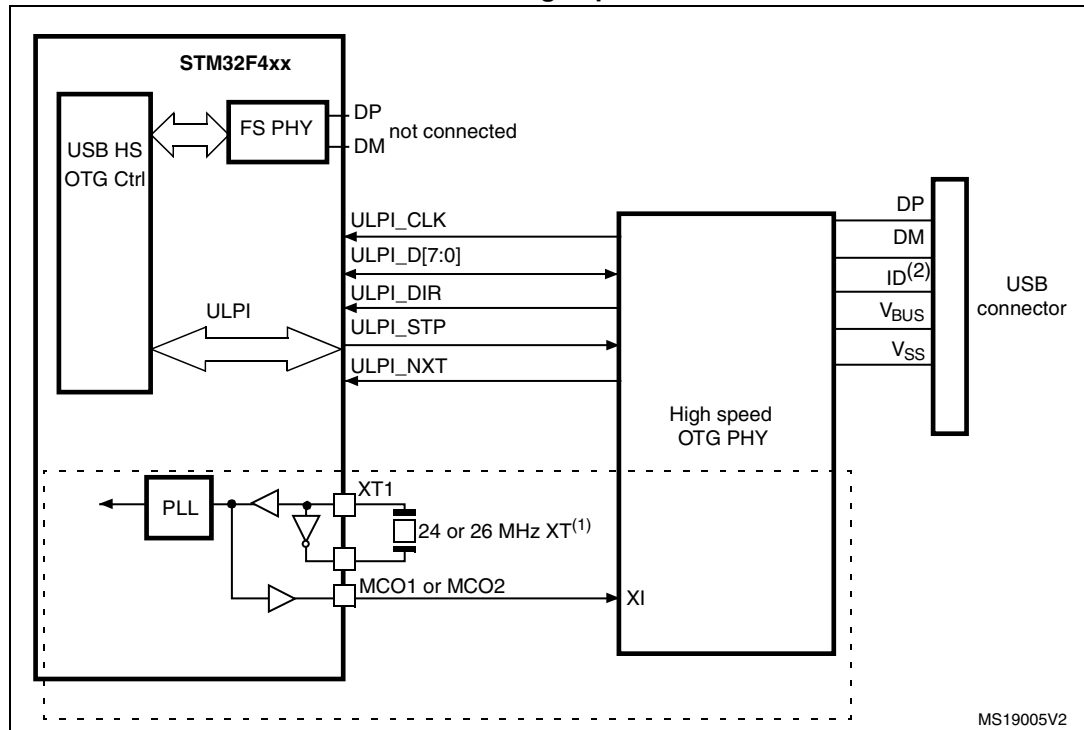 STM32F4xx
USB HS
OTG Ctrl
FS PHY
DP
DM
not connected
ULPI_CLK
ULPI_D[7:0]
ULPI_DIR
ULPI_STP
ULPI_NXT
ULPI
High speed
OTG PHY
DP
DM
ID(2)
VBUS
VSS
USB
connector
PLL
XT1
24 or 26 MHz XT(1)
MCO1 or MCO2
XI
MS19005V2